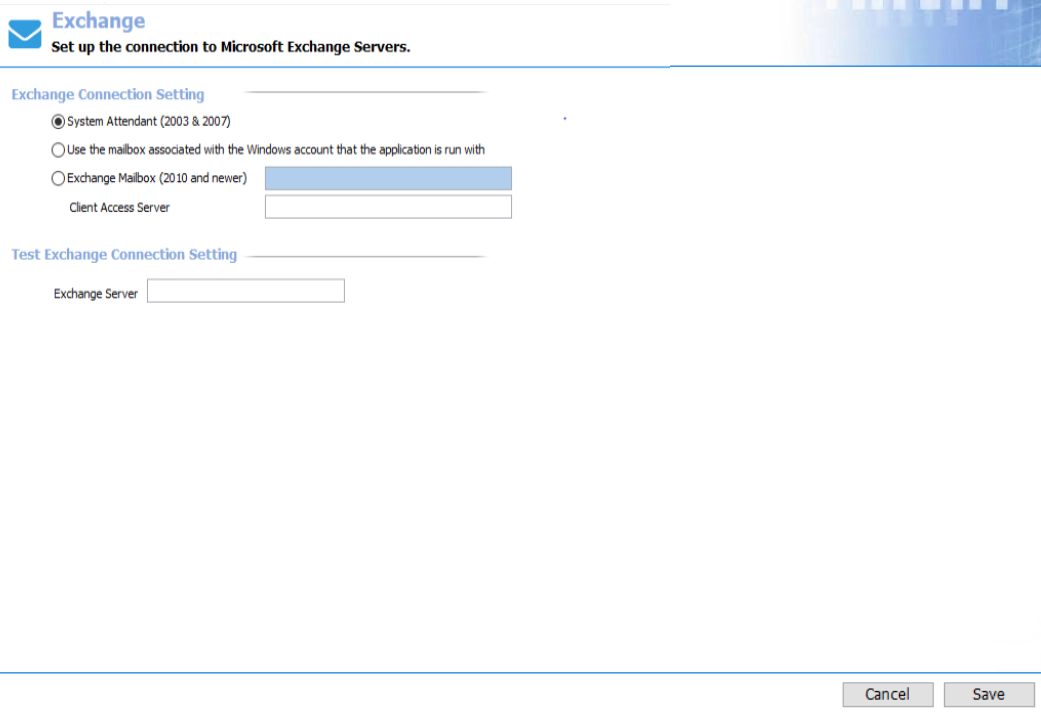 Exchange
Set up the connection to Microsoft Exchange Servers.
Exchange Connection Setting
System Attendant (2003 & 2007)
Use the mailbox associated with the Windows account that the application is run with
Exchange Mailbox (2010 and newer)
Client Access Server
Test Exchange Connection Setting
Exchange Server
Cancel Save